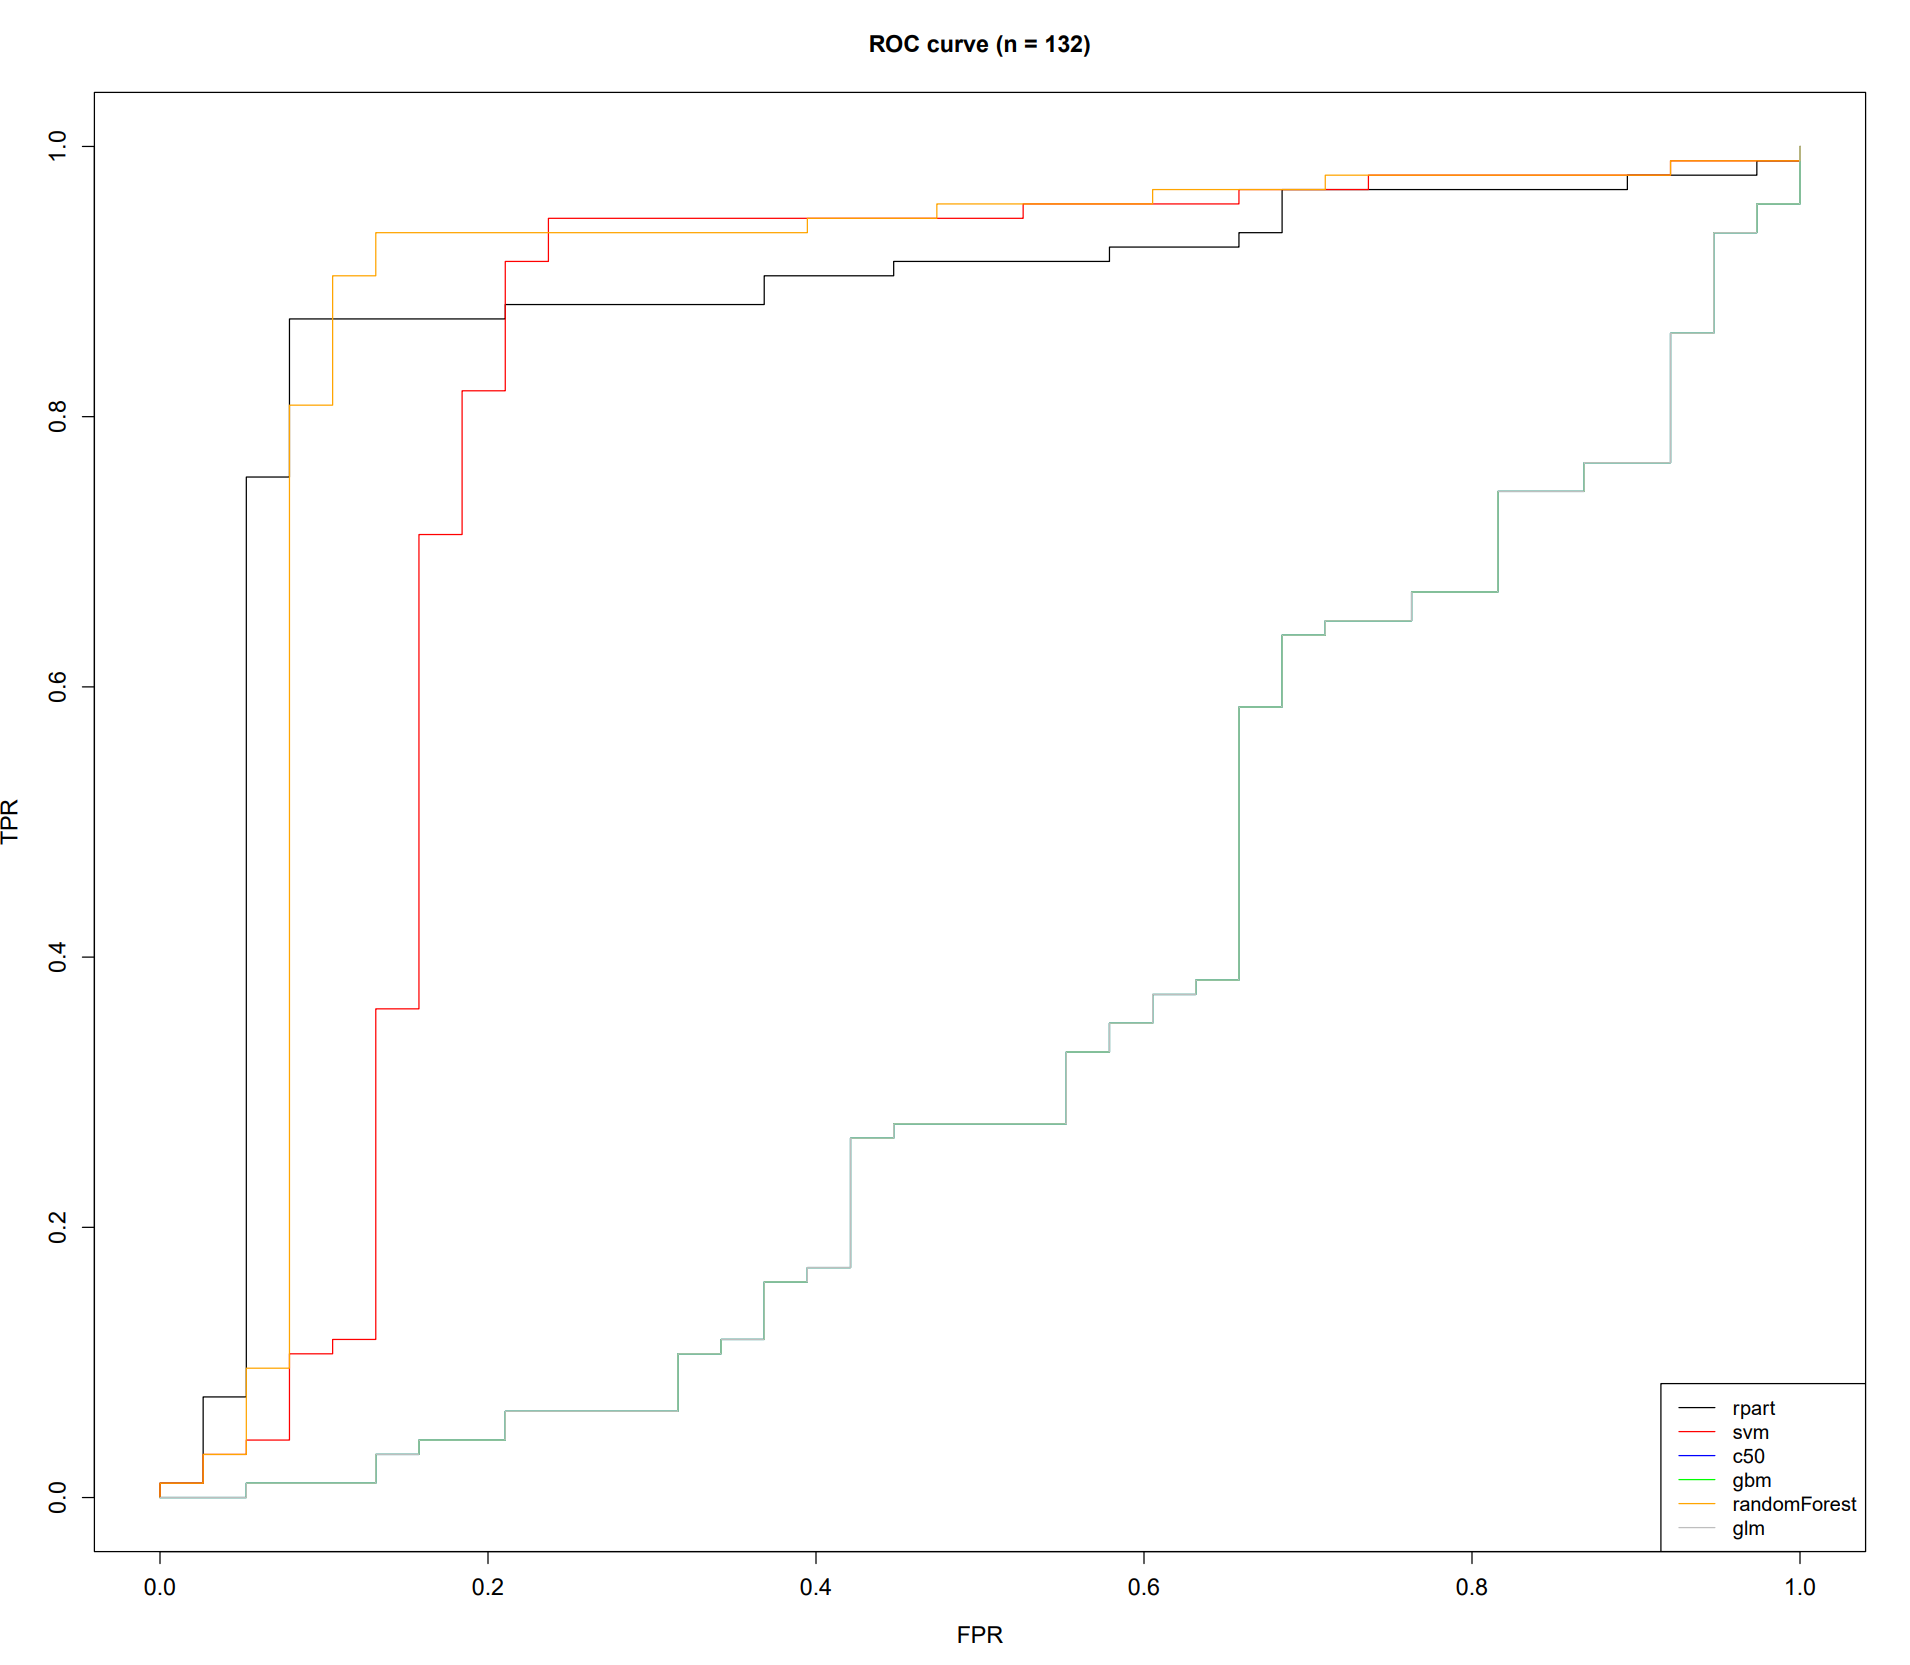 ROC curve (n = 132)
1.0
0.8
0.6
0.4
0.2
0.0
TPR
0.0 0.2 0.4 0.6 0.8 1.0
FPR
rpart
svm
c50
gbm
randomForest
glm